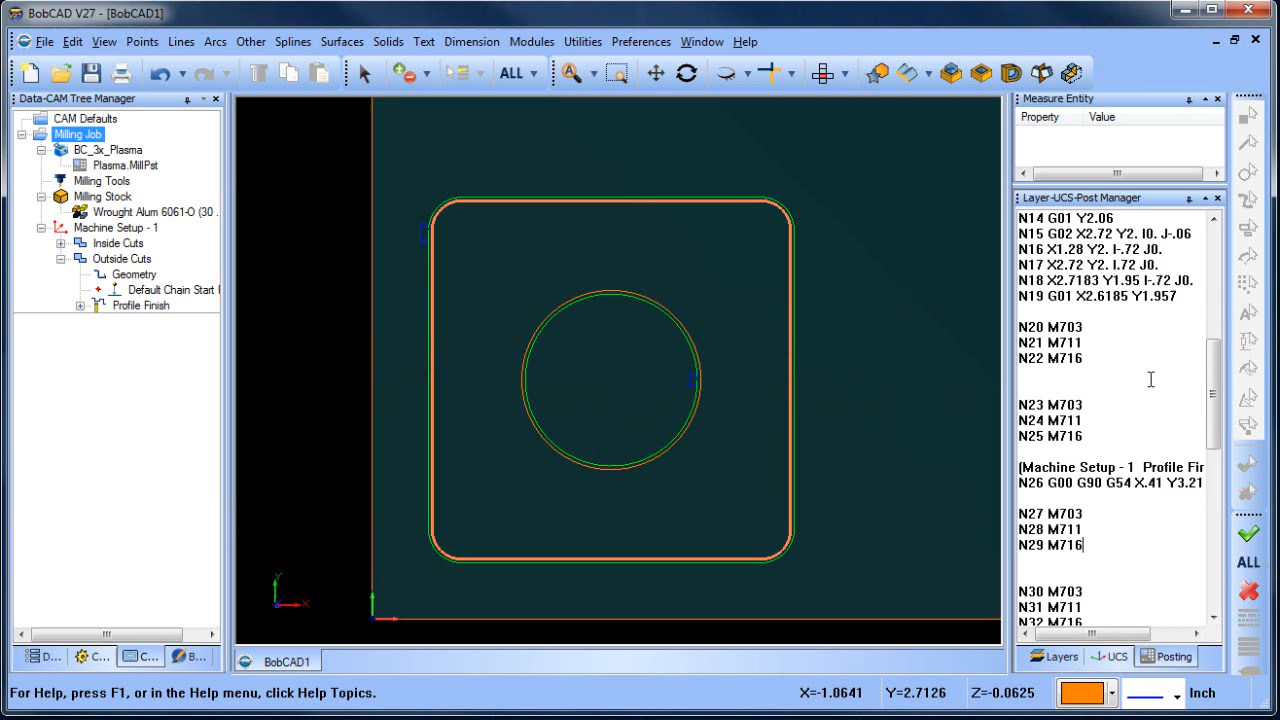 BobCAD V27 - [BobCAD1]
File Edit View Points Lines Arcs Other Splines Surfaces Solids Text Dimension Modules Utilities Preferences Window Help
ALL
Data-CAM Tree Manager
CAM Defaults
Milling Job
BC_3x_Plasma
Plasma.MillPst
Milling Tools
Milling Stock
Wrought Alum 6061-O (30 .
Machine Setup - 1
Inside Cuts
Outside Cuts
Geometry
Default Chain Start I
Profile Finish
D... C... C... B...
Y
X
BobCAD1
Measure Entity
Property Value
Layer-UCS-Post Manager
N14 G01 Y2.06
N15 G02 X2.72 Y2. I0. J-.06
N16 X1.28 Y2. I-.72 J0.
N17 X2.72 Y2. I.72 J0.
N18 X2.7183 Y1.95 I-.72 J0.
N19 G01 X2.6185 Y1.957
N20 M703
N21 M711
N22 M716
N23 M703
N24 M711
N25 M716
(Machine Setup - 1 Profile Fir
N26 G00 G90 G54 X.41 Y3.21
N27 M703
N28 M711
N29 M716
N30 M703
N31 M711
N32 M716
Layers UCS Posting
ALL
For Help, press F1, or in the Help menu, click Help Topics.
X=-1.0641 Y=2.7126 Z=-0.0625 Inch